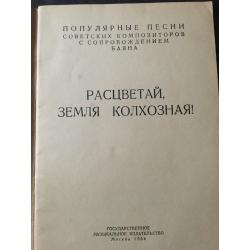 ПОПУЛЯРНЫЕ ПЕСНИ
СОВЕТСКИХ КОМПОЗИТОРОВ
С СОПРОВОЖДЕНИЕМ
БАЯНА
РАСЦВЕТАЙ,
ЗЕМЛЯ КОЛХОЗНАЯ!
ГОСУДАРСТВЕННОЕ
МУЗЫКАЛЬНОЕ ИЗДАТЕЛЬСТВО
Москва